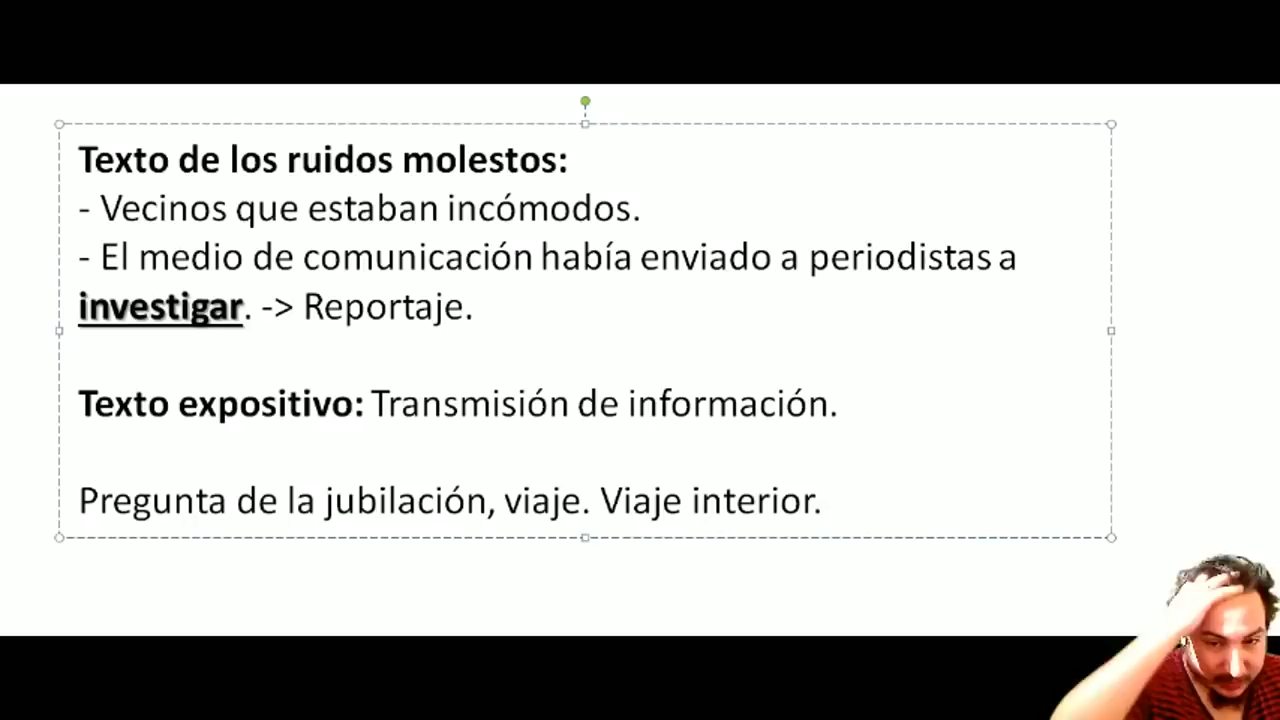 Texto de los ruidos molestos:
- Vecinos que estaban incómodos.
- El medio de comunicación había enviado a periodistas a
investigar. -> Reportaje.
Texto expositivo: Transmisión de información.
Pregunta de la jubilación, viaje. Viaje interior.